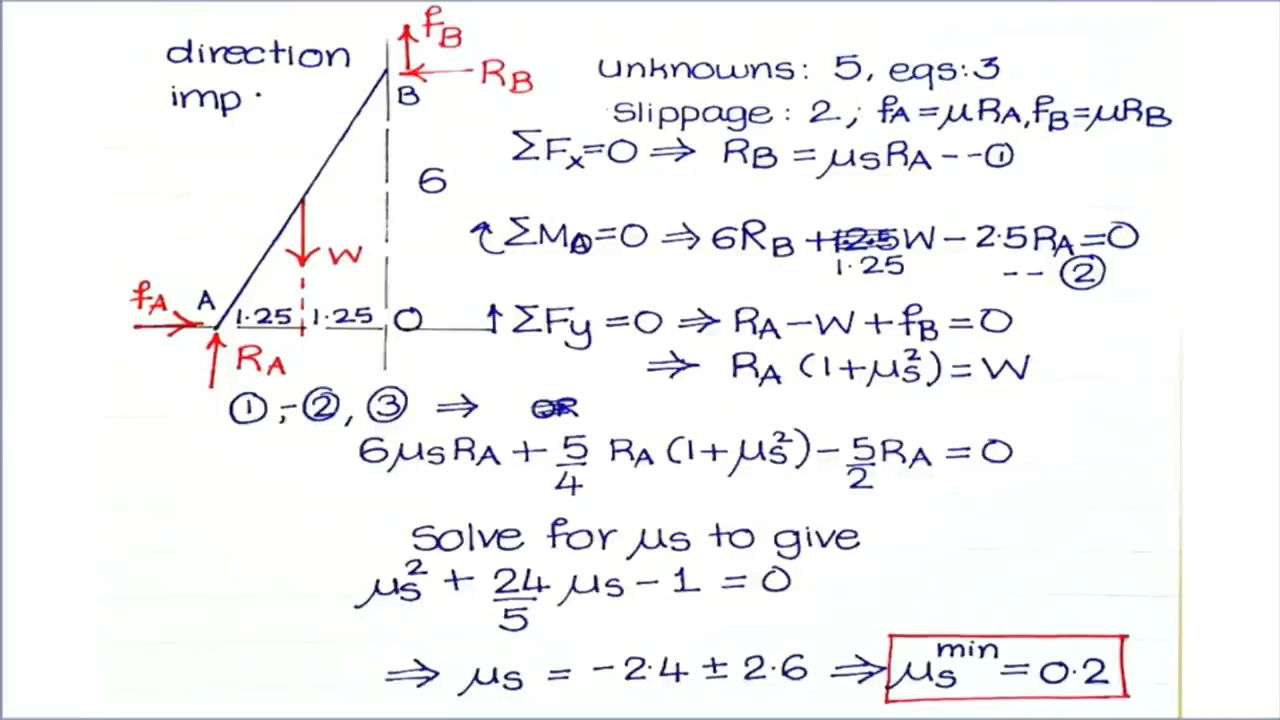 direction
imp.
fB
RB
B
6
W
fA
A
1.25
1.25
O
RA
unknowns: 5, eqs:3
Slippage: 2; fA=μRA, fB=μRB
ΣFx=0 ⇒ RB = μsRA --①
ΣMO=0 ⇒ 6RB + 1.25 W - 2.5RA=0
-- ②
↑ ΣFy =0 ⇒ RA - W + fB = 0
⇒ RA (1+μs²) = W
①, ②, ③ ⇒
6μsRA + 5/4 RA (1+μs²) - 5/2 RA = 0
Solve for μs to give
μs² + 24/5 μs - 1 = 0
⇒ μs = -2.4 ± 2.6 ⇒ μs min = 0.2